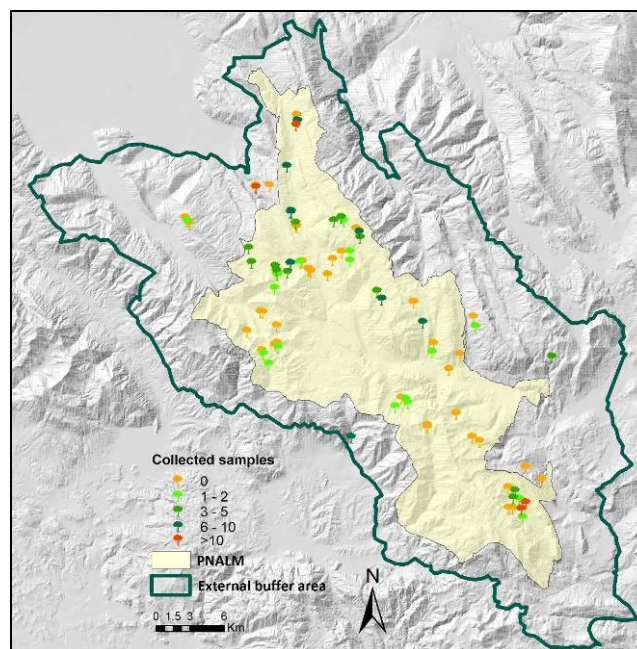 Collected samples
0
1 - 2
3 - 5
6 - 10
>10
PNALM
External buffer area
N
0 1.5 3 6
Km